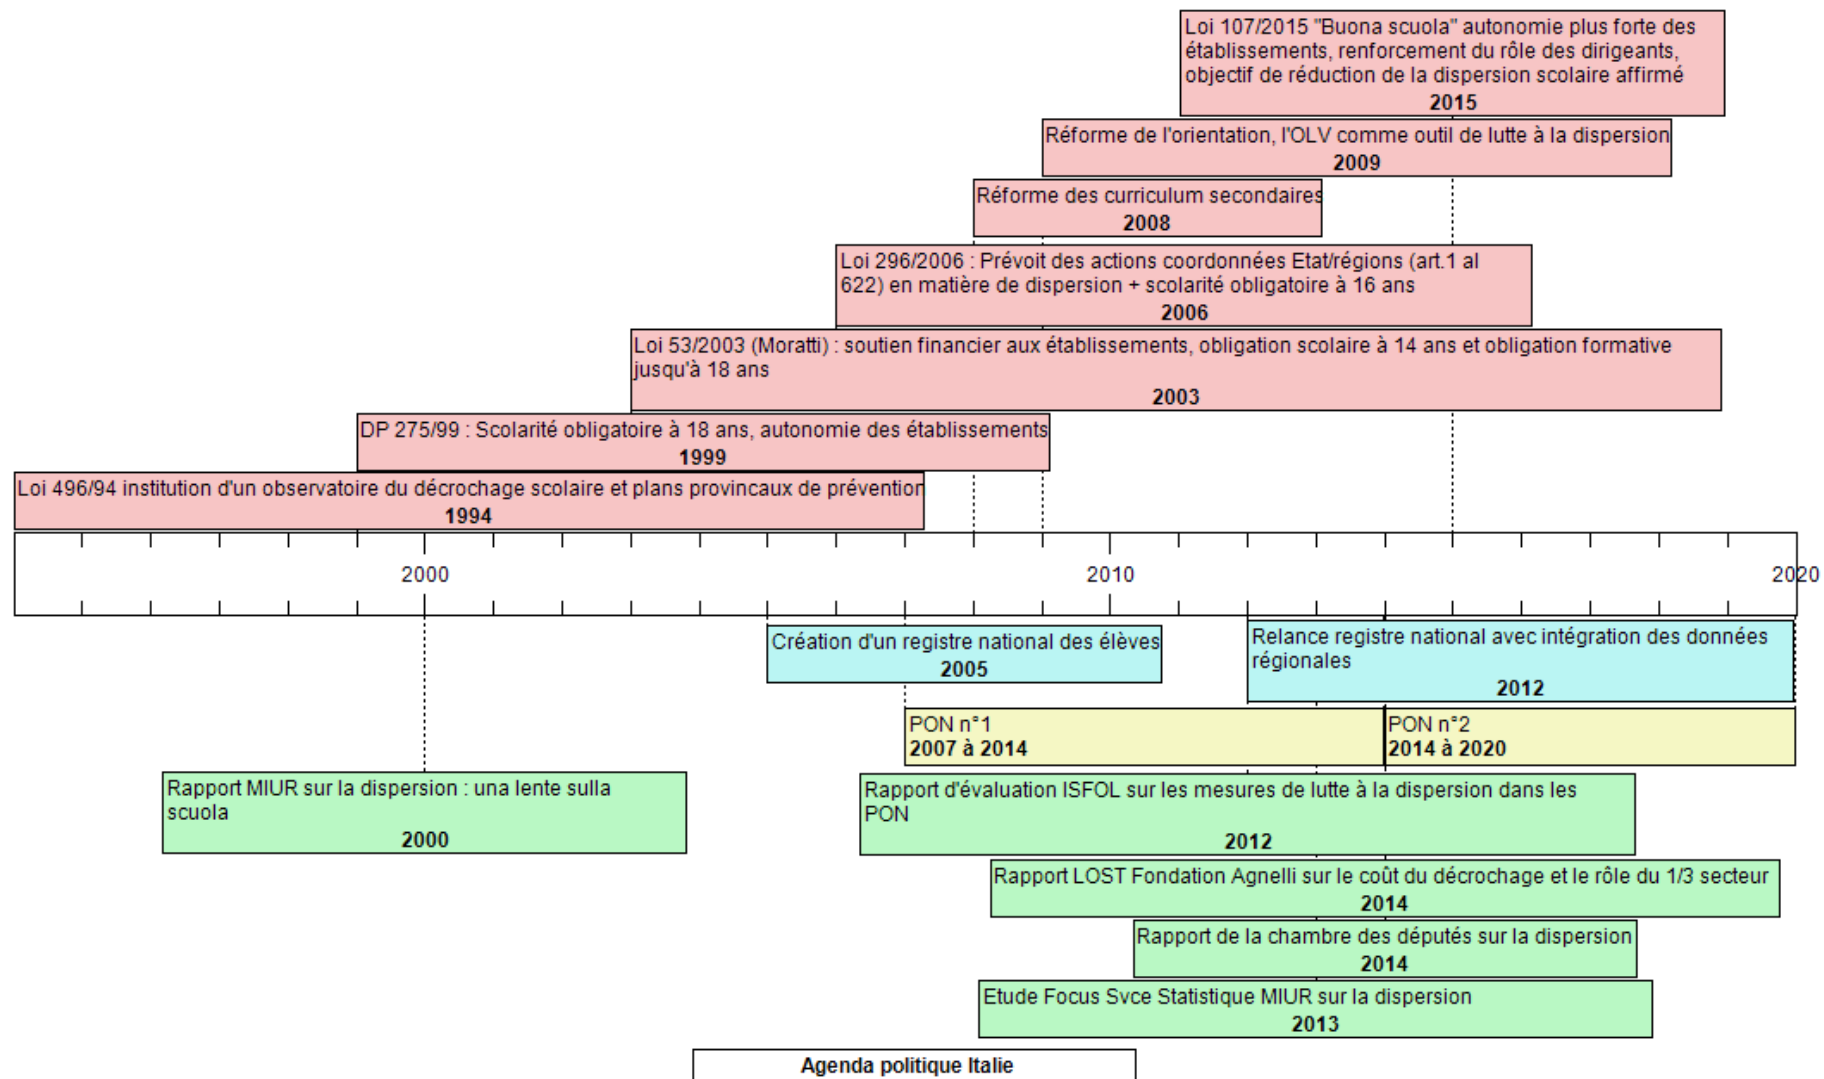 Loi 107/2015 "Buona scuola" autonomie plus forte des
établissements, renforcement du rôle des dirigeants,
objectif de réduction de la dispersion scolaire affirmé
2015
Réforme de l'orientation, l'OLV comme outil de lutte à la dispersion
2009
Réforme des curriculum secondaires
2008
Loi 296/2006 : Prévoit des actions coordonnées Etat/régions (art.1 al
622) en matière de dispersion + scolarité obligatoire à 16 ans
2006
Loi 53/2003 (Moratti) : soutien financier aux établissements, obligation scolaire à 14 ans et obligation formative
jusqu'à 18 ans
2003
DP 275/99 : Scolarité obligatoire à 18 ans, autonomie des établissements
1999
Loi 496/94 institution d'un observatoire du décrochage scolaire et plans provincaux de prévention
1994
2000 2010 2020
Création d'un registre national des élèves
2005
Relance registre national avec intégration des données
régionales
2012
PON n°1
2007 à 2014
PON n°2
2014 à 2020
Rapport MIUR sur la dispersion : una lente sulla
scuola
2000
Rapport d'évaluation ISFOL sur les mesures de lutte à la dispersion dans les
PON
2012
Rapport LOST Fondation Agnelli sur le coût du décrochage et le rôle du 1/3 secteur
2014
Rapport de la chambre des députés sur la dispersion
2014
Etude Focus Svce Statistique MIUR sur la dispersion
2013
Agenda politique Italie